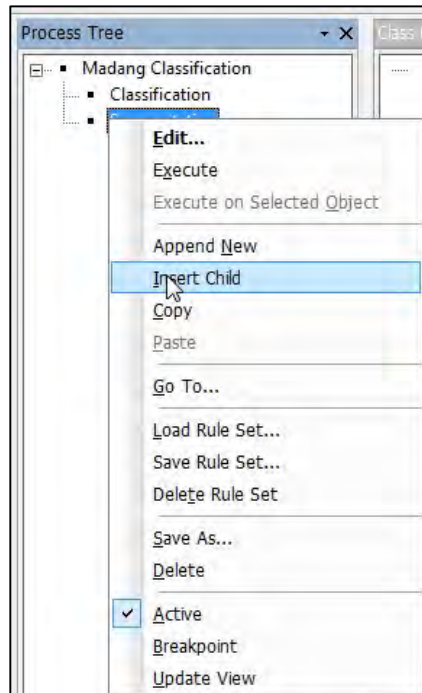 Process Tree
Class
Madang Classification
Classification
Edit...
Execute
Execute on Selected Object
Append New
Insert Child
Copy
Paste
Go To...
Load Rule Set...
Save Rule Set...
Delete Rule Set
Save As...
Delete
Active
Breakpoint
Update View